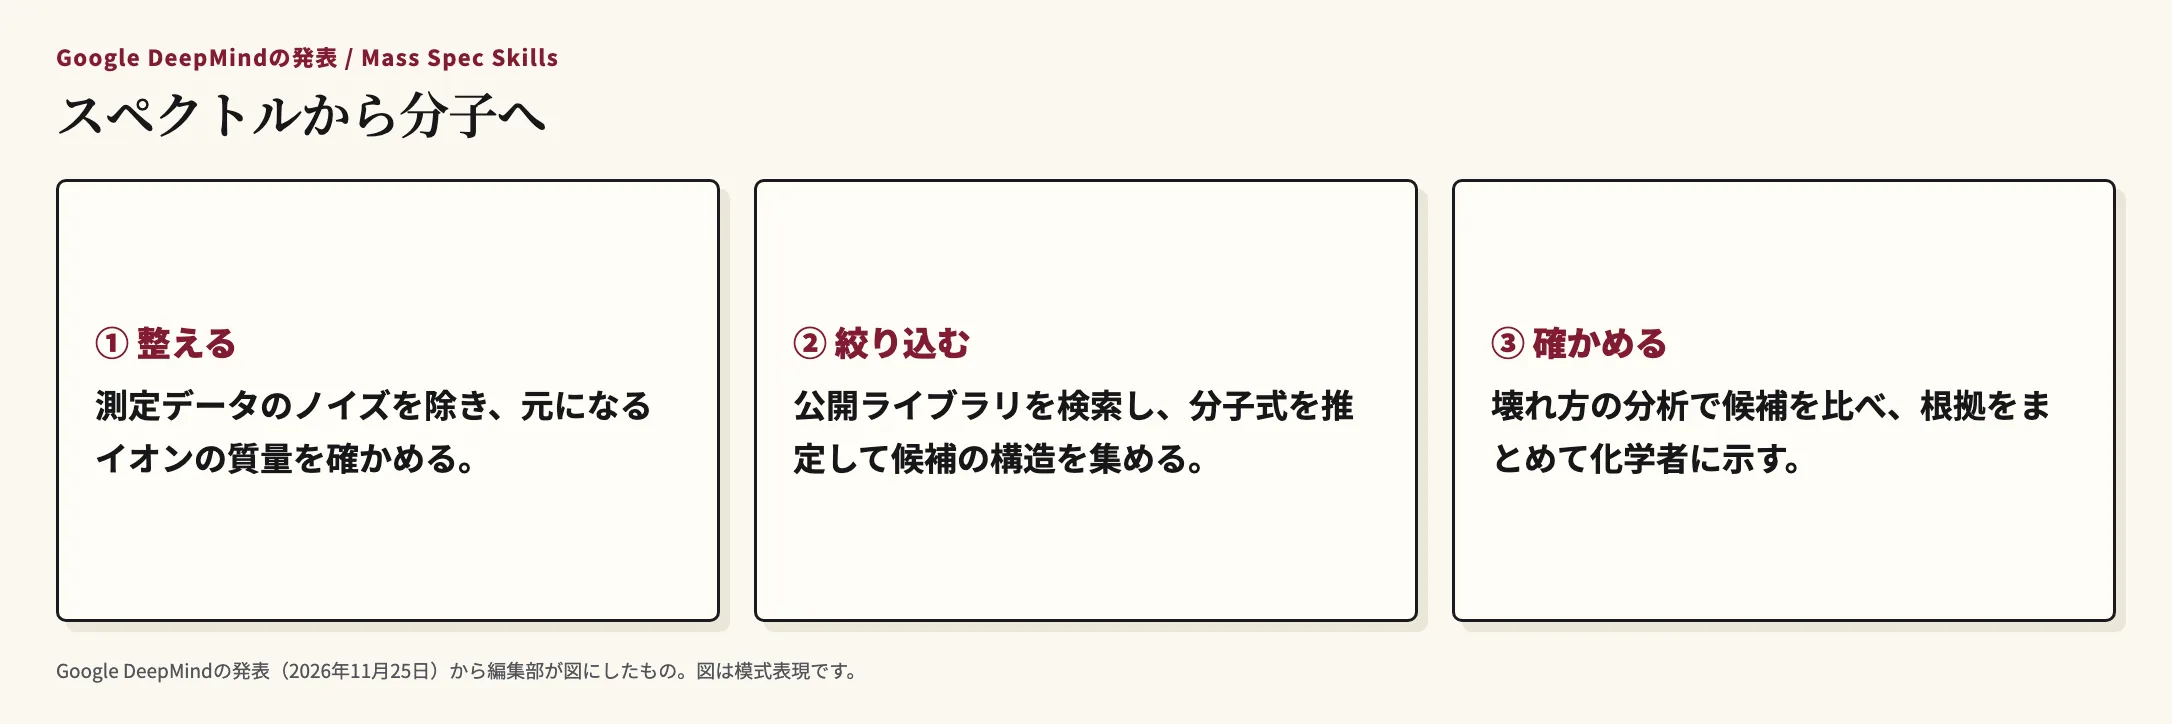 Google DeepMindの発表 / Mass Spec Skills
スペクトルから分子へ
① 整える
測定データのノイズを除き、元になる
イオンの質量を確かめる。
② 絞り込む
公開ライブラリを検索し、分子式を推
定して候補の構造を集める。
③ 確かめる
壊れ方の分析で候補を比べ、根拠をま
とめて化学者に示す。
Google DeepMindの発表（2026年11月25日）から編集部が図にしたもの。図は模式表現です。